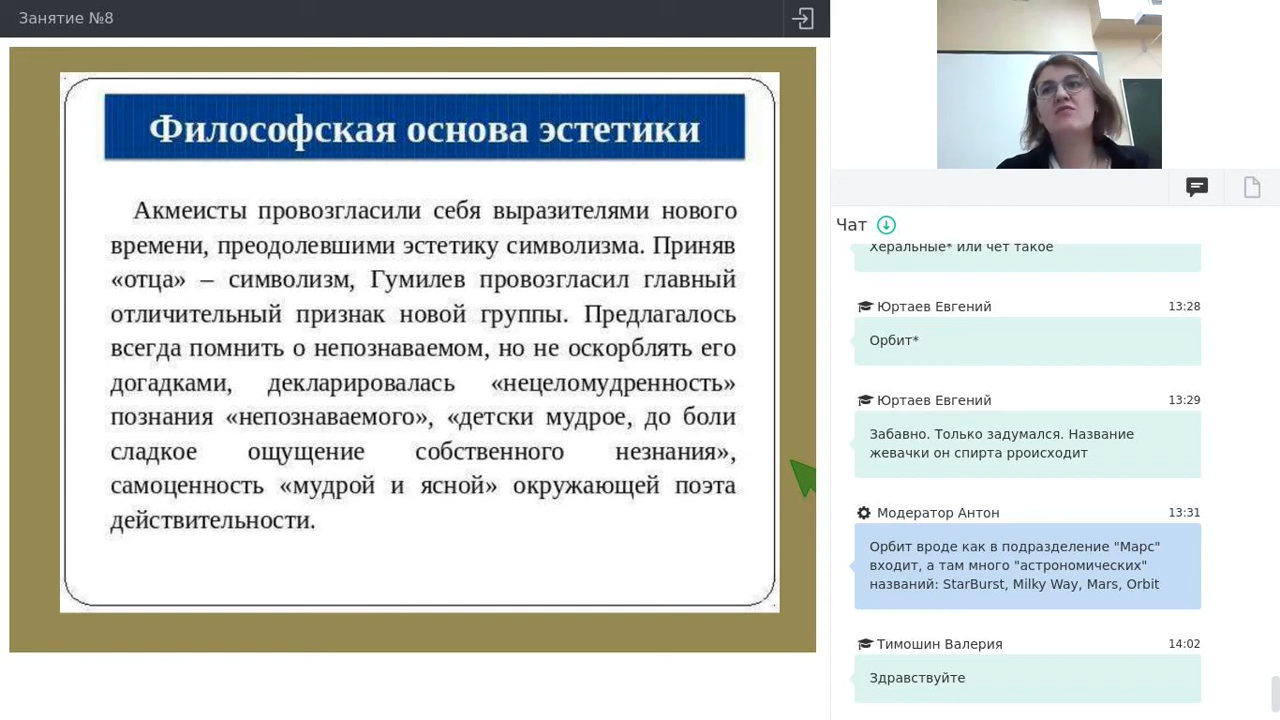 Занятие №8
Философская основа эстетики
Акмеисты провозгласили себя выразителями нового
времени, преодолевшими эстетику символизма. Приняв
«отца» – символизм, Гумилев провозгласил главный
отличительный признак новой группы. Предлагалось
всегда помнить о непознаваемом, но не оскорблять его
догадками, декларировалась «нецеломудренность»
познания «непознаваемого», «детски мудрое, до боли
сладкое ощущение собственного незнания»,
самоценность «мудрой и ясной» окружающей поэта
действительности.
Чат
Херальные* или чет такое
Юртаев Евгений 13:28
Орбит*
Юртаев Евгений 13:29
Забавно. Только задумался. Название
жевачки он спирта рроисходит
Модератор Антон 13:31
Орбит вроде как в подразделение "Марс"
входит, а там много "астрономических"
названий: StarBurst, Milky Way, Mars, Orbit
Тимошин Валерия 14:02
Здравствуйте